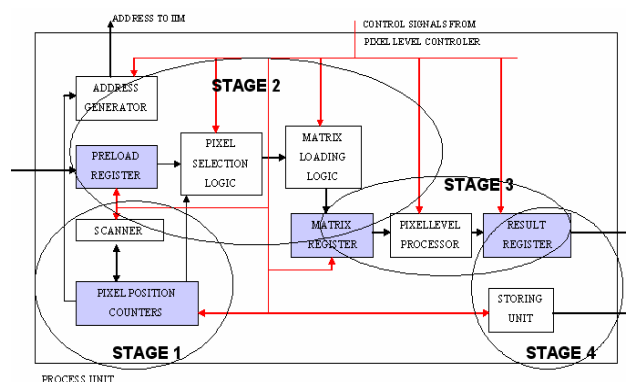 ADDRESS TO IIM
CONTROL SIGNALS FROM
PIXEL LEVEL CONTROLER
ADDRESS
GENERATOR
STAGE 2
PRELOAD
REGISTER
PIXEL
SELECTION
LOGIC
MATRIX
LOADING
LOGIC
STAGE 3
MATRIX
REGISTER
PIXELLEVEL
PROCESSOR
RESULT
REGISTER
SCANNER
PIXEL POSITION
COUNTERS
STORING
UNIT
STAGE 1
STAGE 4
PROCESS UNIT